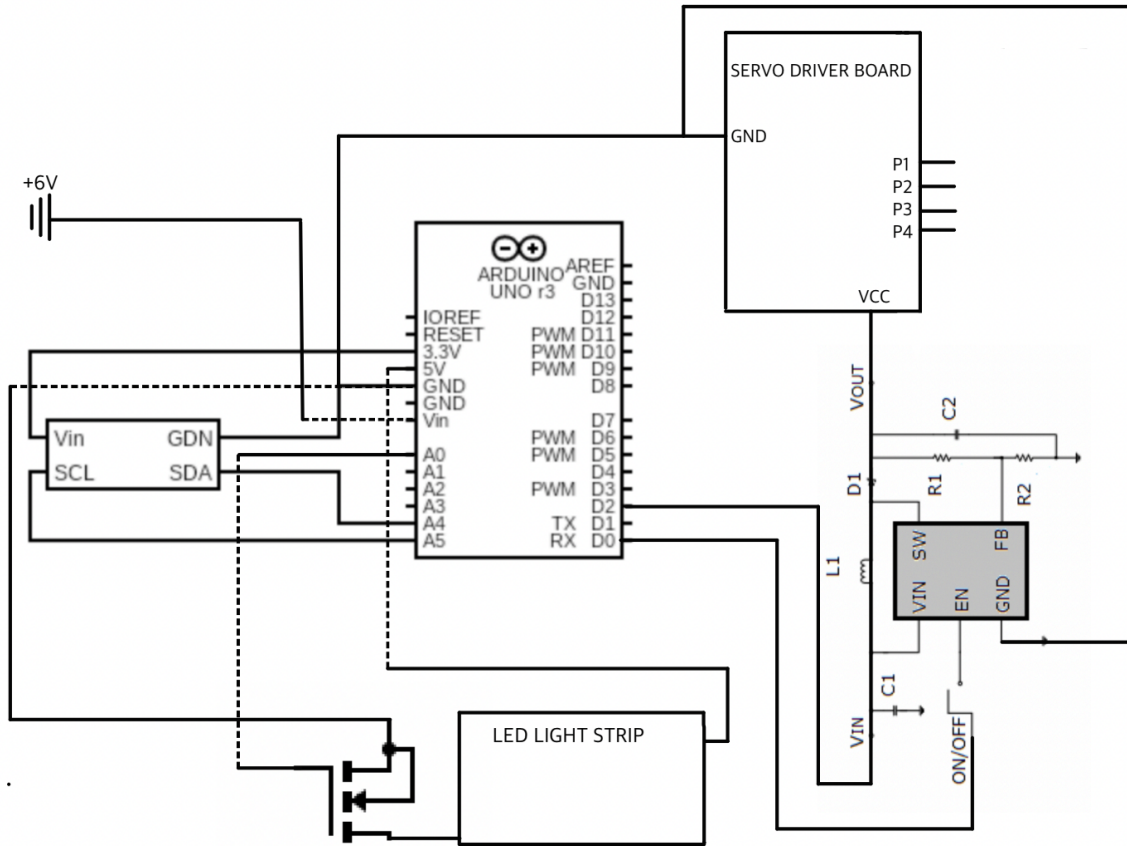 SERVO DRIVER BOARD
GND
P1
P2
P3
P4
VCC
+6V
ARDUINO
UNO r3
IOREF
RESET
3.3V
5V
GND
GND
Vin
A0
A1
A2
A3
A4
A5
AREF
GND
D13
D12
PWM D11
PWM D10
PWM D9
D8
D7
PWM D6
PWM D5
D4
PWM D3
D2
TX D1
RX D0
Vin GDN
SCL SDA
VOUT
C2
D1
R1
R2
SW
FB
L1
VIN
EN
GND
C1
VIN
ON/OFF
LED LIGHT STRIP